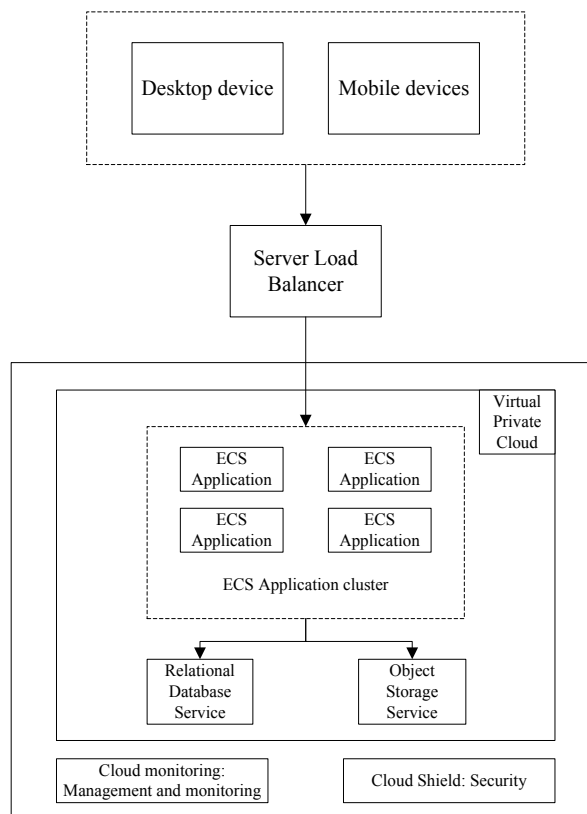 Desktop device
Mobile devices
Server Load
Balancer
Virtual
Private
Cloud
ECS
Application
ECS
Application
ECS
Application
ECS
Application
ECS Application cluster
Relational
Database
Service
Object
Storage
Service
Cloud monitoring:
Management and monitoring
Cloud Shield: Security